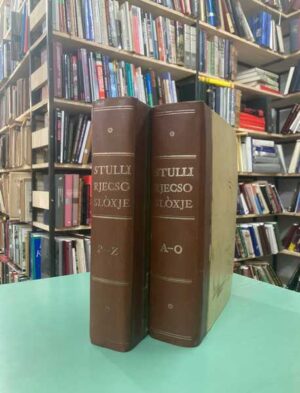 STULLI
RJECSO
SLÒXJE
P-Z
STULLI
RJECSO
SLÒXJE
A-O